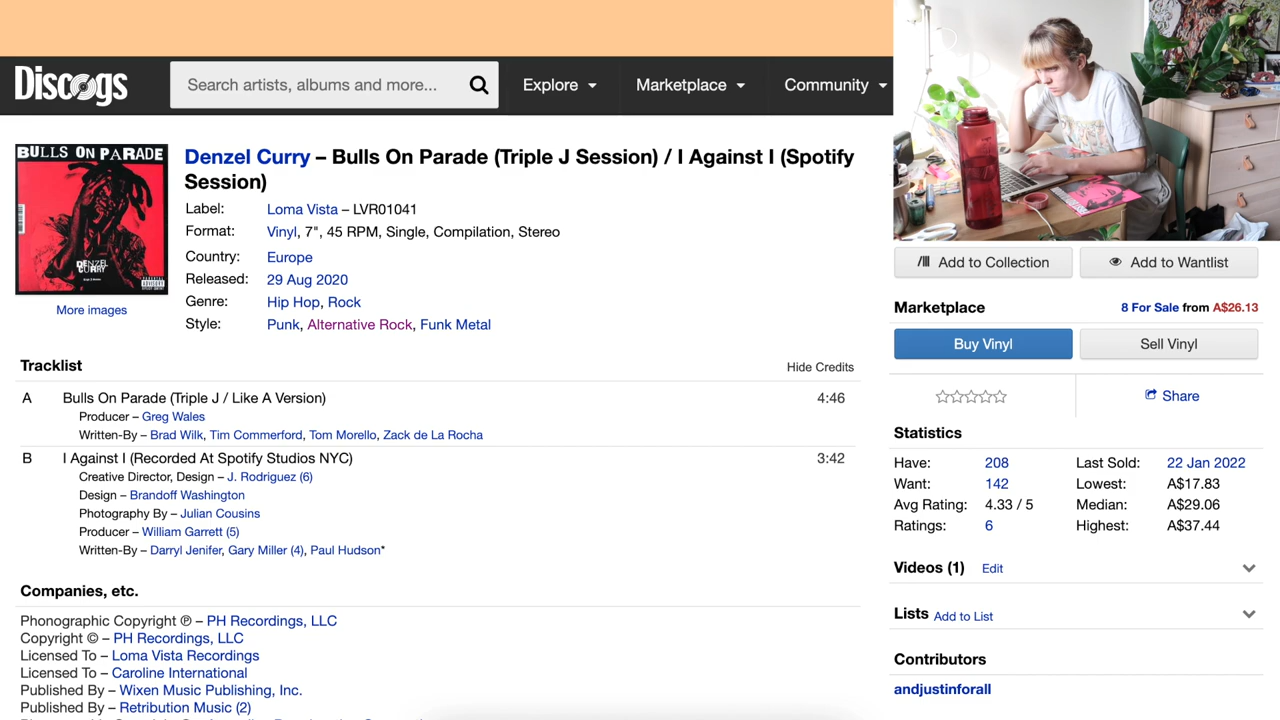 Discogs
Search artists, albums and more...
Explore
Marketplace
Community
BULLS ON PARADE
DENZEL
CURRY
More images
Denzel Curry – Bulls On Parade (Triple J Session) / I Against I (Spotify
Session)
Label: Loma Vista – LVR01041
Format: Vinyl, 7", 45 RPM, Single, Compilation, Stereo
Country: Europe
Released: 29 Aug 2020
Genre: Hip Hop, Rock
Style: Punk, Alternative Rock, Funk Metal
Tracklist
Hide Credits
A Bulls On Parade (Triple J / Like A Version) 4:46
Producer – Greg Wales
Written-By – Brad Wilk, Tim Commerford, Tom Morello, Zack de La Rocha
B I Against I (Recorded At Spotify Studios NYC) 3:42
Creative Director, Design – J. Rodriguez (6)
Design – Brandoff Washington
Photography By – Julian Cousins
Producer – William Garrett (5)
Written-By – Darryl Jenifer, Gary Miller (4), Paul Hudson*
Companies, etc.
Phonographic Copyright ℗ – PH Recordings, LLC
Copyright © – PH Recordings, LLC
Licensed To – Loma Vista Recordings
Licensed To – Caroline International
Published By – Wixen Music Publishing, Inc.
Published By – Retribution Music (2)
Add to Collection
Add to Wantlist
Marketplace
8 For Sale from A$26.13
Buy Vinyl
Sell Vinyl
Share
Statistics
Have: 208
Want: 142
Avg Rating: 4.33 / 5
Ratings: 6
Last Sold: 22 Jan 2022
Lowest: A$17.83
Median: A$29.06
Highest: A$37.44
Videos (1) Edit
Lists Add to List
Contributors
andjustinforall